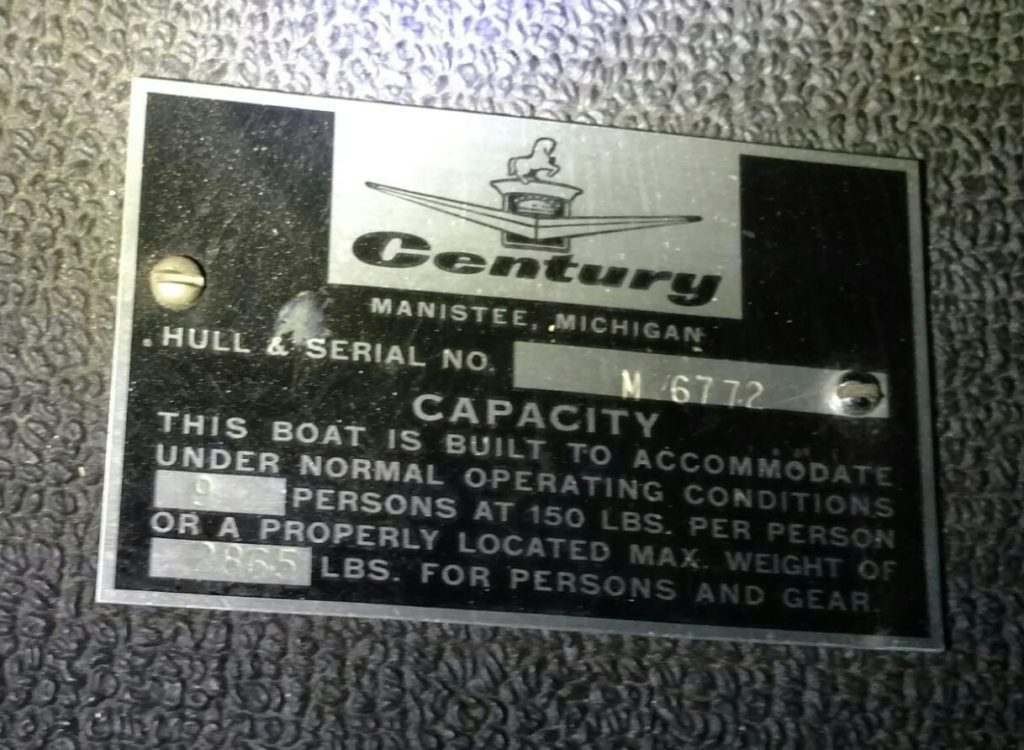 Century
MANISTEE, MICHIGAN
HULL & SERIAL NO. M 6772
CAPACITY
THIS BOAT IS BUILT TO ACCOMMODATE
UNDER NORMAL OPERATING CONDITIONS
9 PERSONS AT 150 LBS. PER PERSON
OR A PROPERLY LOCATED MAX. WEIGHT OF
2865 LBS. FOR PERSONS AND GEAR.